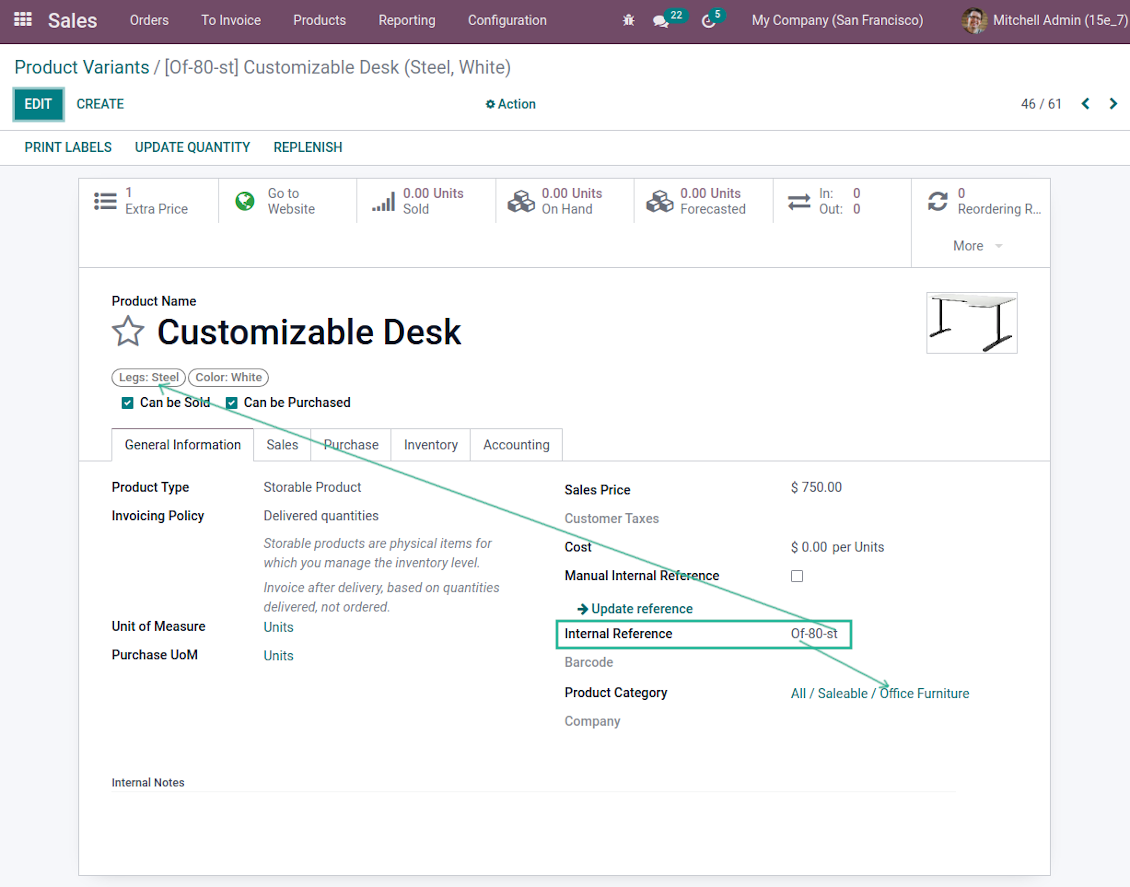 Sales Orders To Invoice Products Reporting Configuration 22 5 My Company (San Francisco) Mitchell Admin (15e_7)
Product Variants / [Of-80-st] Customizable Desk (Steel, White)
EDIT CREATE Action 46 / 61
PRINT LABELS UPDATE QUANTITY REPLENISH
1
Extra Price
Go to
Website
0.00 Units
Sold
0.00 Units
On Hand
0.00 Units
Forecasted
In: 0
Out: 0
0
Reordering R...
More
Product Name
Customizable Desk
Legs: Steel Color: White
Can be Sold Can be Purchased
General Information Sales Purchase Inventory Accounting
Product Type Storable Product
Invoicing Policy Delivered quantities
Storable products are physical items for
which you manage the inventory level.
Invoice after delivery, based on quantities
delivered, not ordered.
Unit of Measure Units
Purchase UoM Units
Sales Price $ 750.00
Customer Taxes
Cost $ 0.00 per Units
Manual Internal Reference
Update reference
Internal Reference Of-80-st
Barcode
Product Category All / Saleable / Office Furniture
Company
Internal Notes